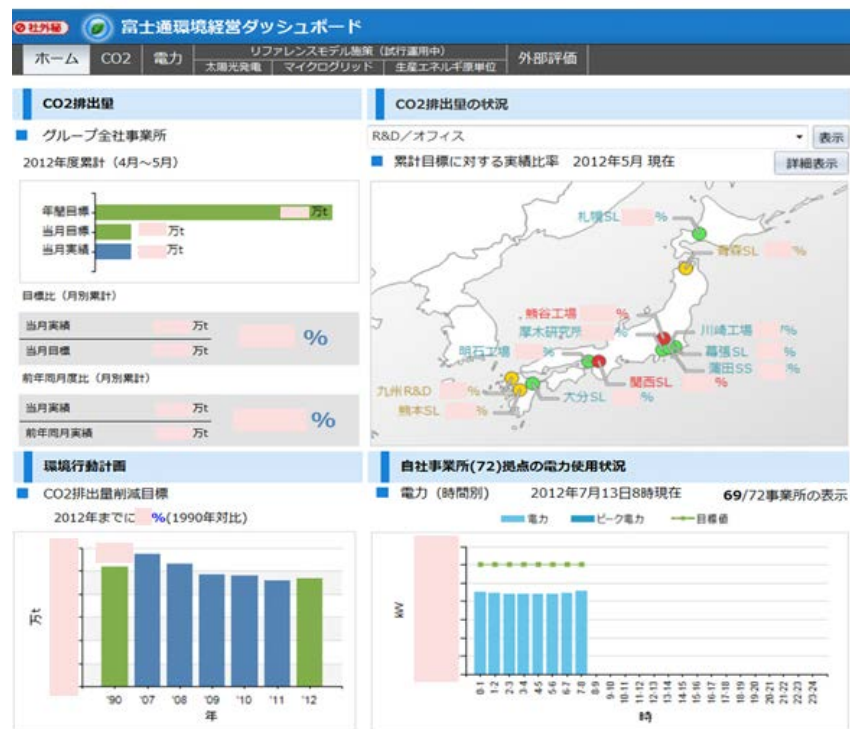 社外秘
富士通環境経営ダッシュボード
ホーム CO2 電力 リファレンスモデル施策（試行運用中） 外部評価
太陽光発電 マイクログリッド 生産エネルギ原単位
CO2排出量
グループ全社事業所
2012年度累計（4月～5月）
年間目標 万t
当月目標 万t
当月実績 万t
目標比（月別累計）
当月実績 万t
%
当月目標 万t
前年同月度比（月別累計）
当月実績 万t
%
前年同月実績 万t
CO2排出量の状況
R&D／オフィス 表示
累計目標に対する実績比率 2012年5月 現在 詳細表示
札幌SL %
青森SL %
熊谷工場 %
厚木研究所 %
川崎工場 %
明石工場 %
幕張SL %
蒲田SS %
関西SL %
九州R&D %
大分SL %
熊本SL %
環境行動計画
CO2排出量削減目標
2012年までに %(1990年対比)
万t
'90 '07 '08 '09 '10 '11 '12
年
自社事業所(72)拠点の電力使用状況
電力（時間別） 2012年7月13日8時現在 69/72事業所の表示
電力 ピーク電力 目標値
kW
0-1 1-2 2-3 3-4 4-5 5-6 6-7 7-8 8-9 9-10 10-11 11-12 12-13 13-14 14-15 15-16 16-17 17-18 18-19 19-20 20-21 21-22 22-23 23-24
時